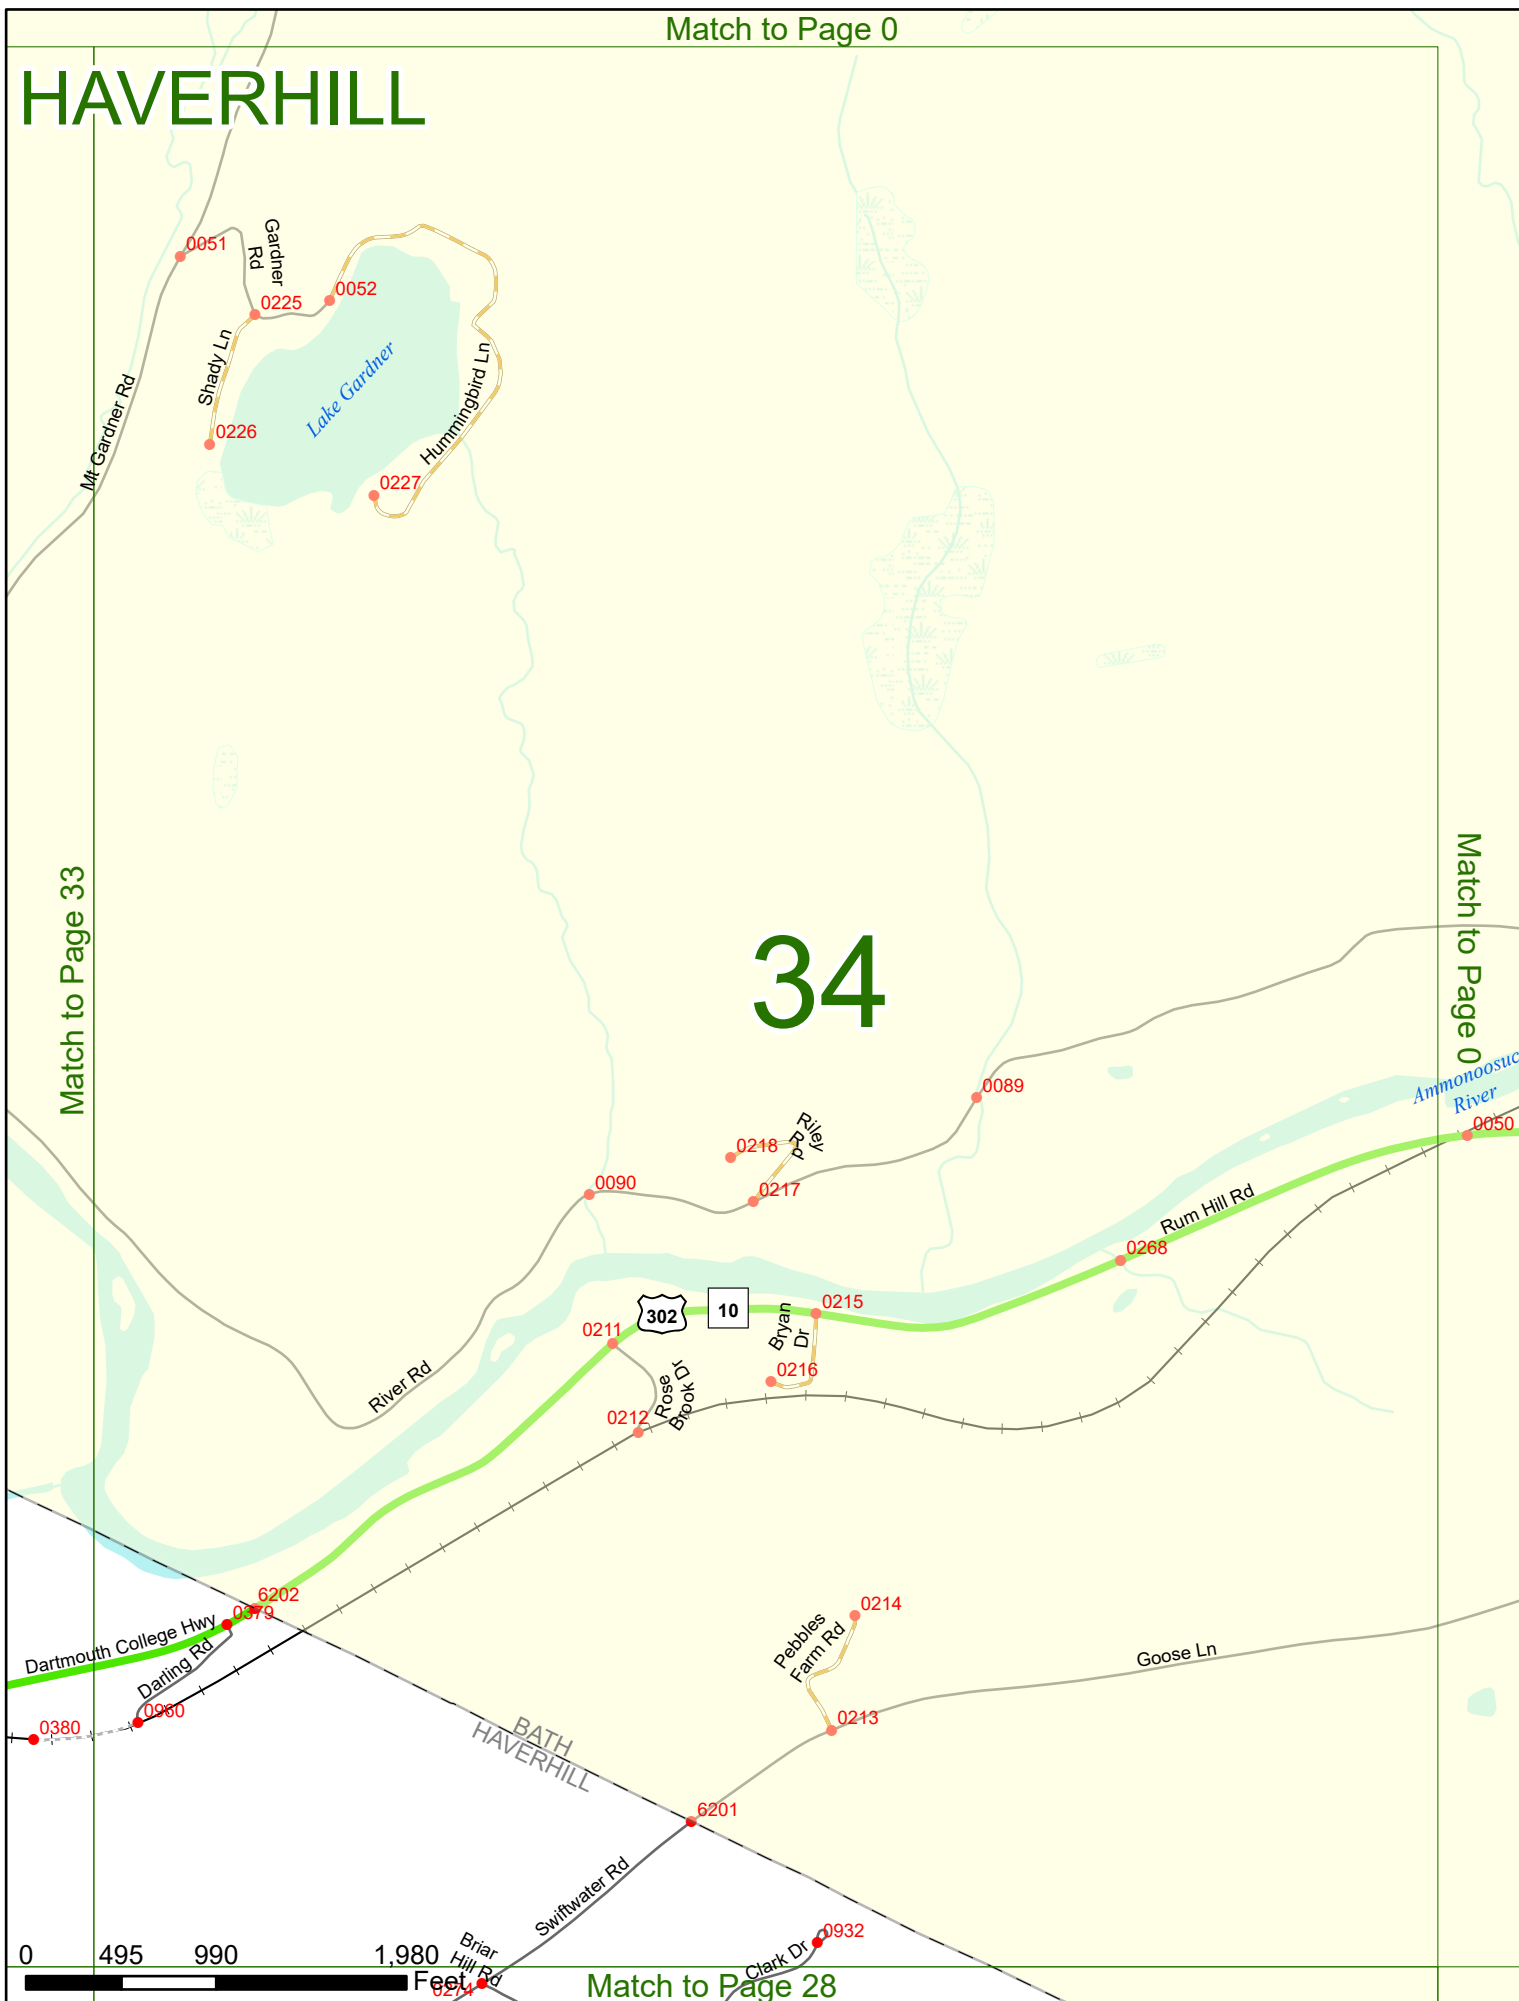 Match to Page 0
HAVERHILL
0051
Gardner
Rd
0052
0225
Shady Ln
Lake Gardner
Hummingbird Ln
Mt Gardner Rd
0226
0227
Match to Page 33
Match to Page 0
34
Ammonoosuc
River
0050
0089
Riley
Rd
0218
0217
0090
Rum Hill Rd
0268
302
10
0215
0211
Bryan
Dr
0216
Rose
Brook Dr
0212
River Rd
6202
0379
Dartmouth College Hwy
Darling Rd
0960
0380
0214
Pebbles
Farm Rd
Goose Ln
0213
BATH
HAVERHILL
6201
Swiftwater Rd
0932
Clark Dr
Briar
Hill Rd
0274
0 495 990 1,980
Feet
Match to Page 28